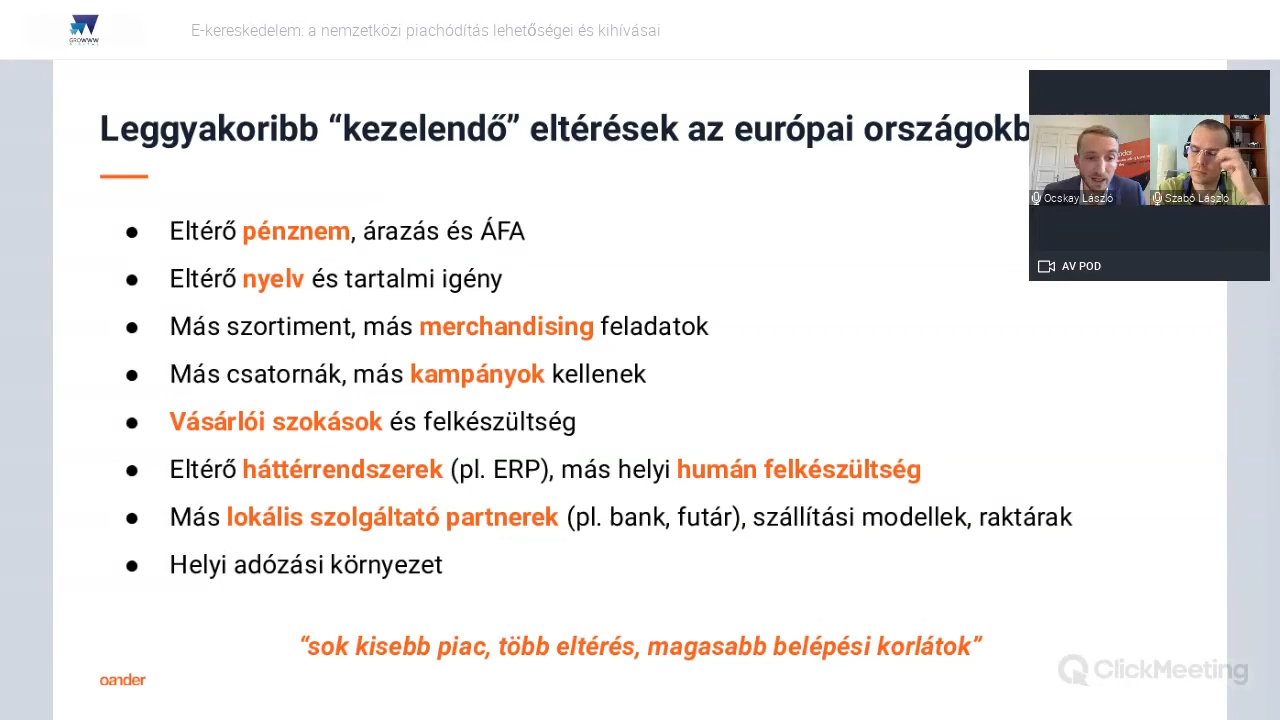 GROWWW
E-kereskedelem: a nemzetközi piachódítás lehetőségei és kihívásai
Leggyakoribb “kezelendő” eltérések az európai országokb
● Eltérő pénznem, árazás és ÁFA
● Eltérő nyelv és tartalmi igény
● Más szortiment, más merchandising feladatok
● Más csatornák, más kampányok kellenek
● Vásárlói szokások és felkészültség
● Eltérő háttérrendszerek (pl. ERP), más helyi humán felkészültség
● Más lokális szolgáltató partnerek (pl. bank, futár), szállítási modellek, raktárak
● Helyi adózási környezet
“sok kisebb piac, több eltérés, magasabb belépési korlátok”
oander
Ocskay László
Szabó László
AV POD
ClickMeeting